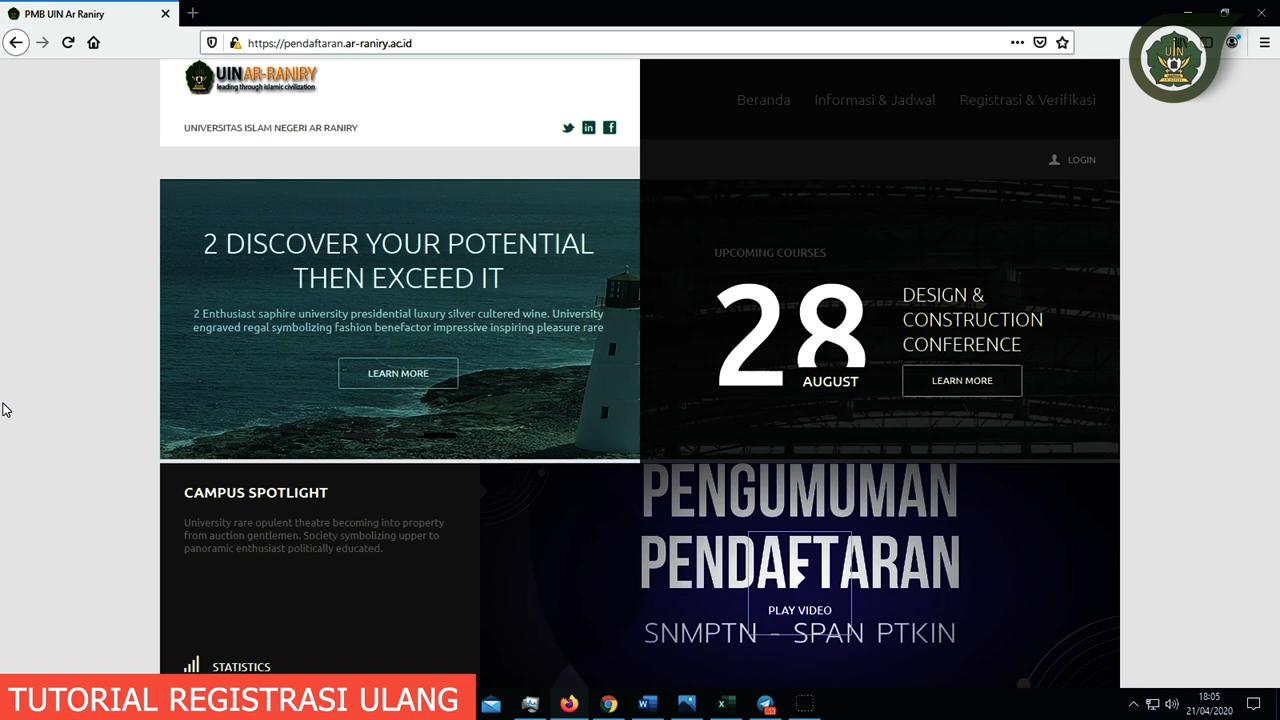 PMB UIN Ar Raniry
https://pendaftaran.ar-raniry.ac.id
UIN
UINAR-RANIRY
leading through islamic civilization
UNIVERSITAS ISLAM NEGERI AR RANIRY
Beranda
Informasi & Jadwal
Registrasi & Verifikasi
LOGIN
2 DISCOVER YOUR POTENTIAL
THEN EXCEED IT
2 Enthusiast saphire university presidential luxury silver cultered wine. University
engraved regal symbolizing fashion benefactor impressive inspiring pleasure rare
LEARN MORE
UPCOMING COURSES
28
AUGUST
DESIGN &
CONSTRUCTION
CONFERENCE
LEARN MORE
CAMPUS SPOTLIGHT
University rare opulent theatre becoming into property
from auction gentlemen. Society symbolizing upper to
panoramic enthusiast politically educated.
STATISTICS
PENGUMUMAN
PENDAFTARAN
PLAY VIDEO
SNMPTN - SPAN PTKIN
TUTORIAL REGISTRASI ULANG
18:05
21/04/2020